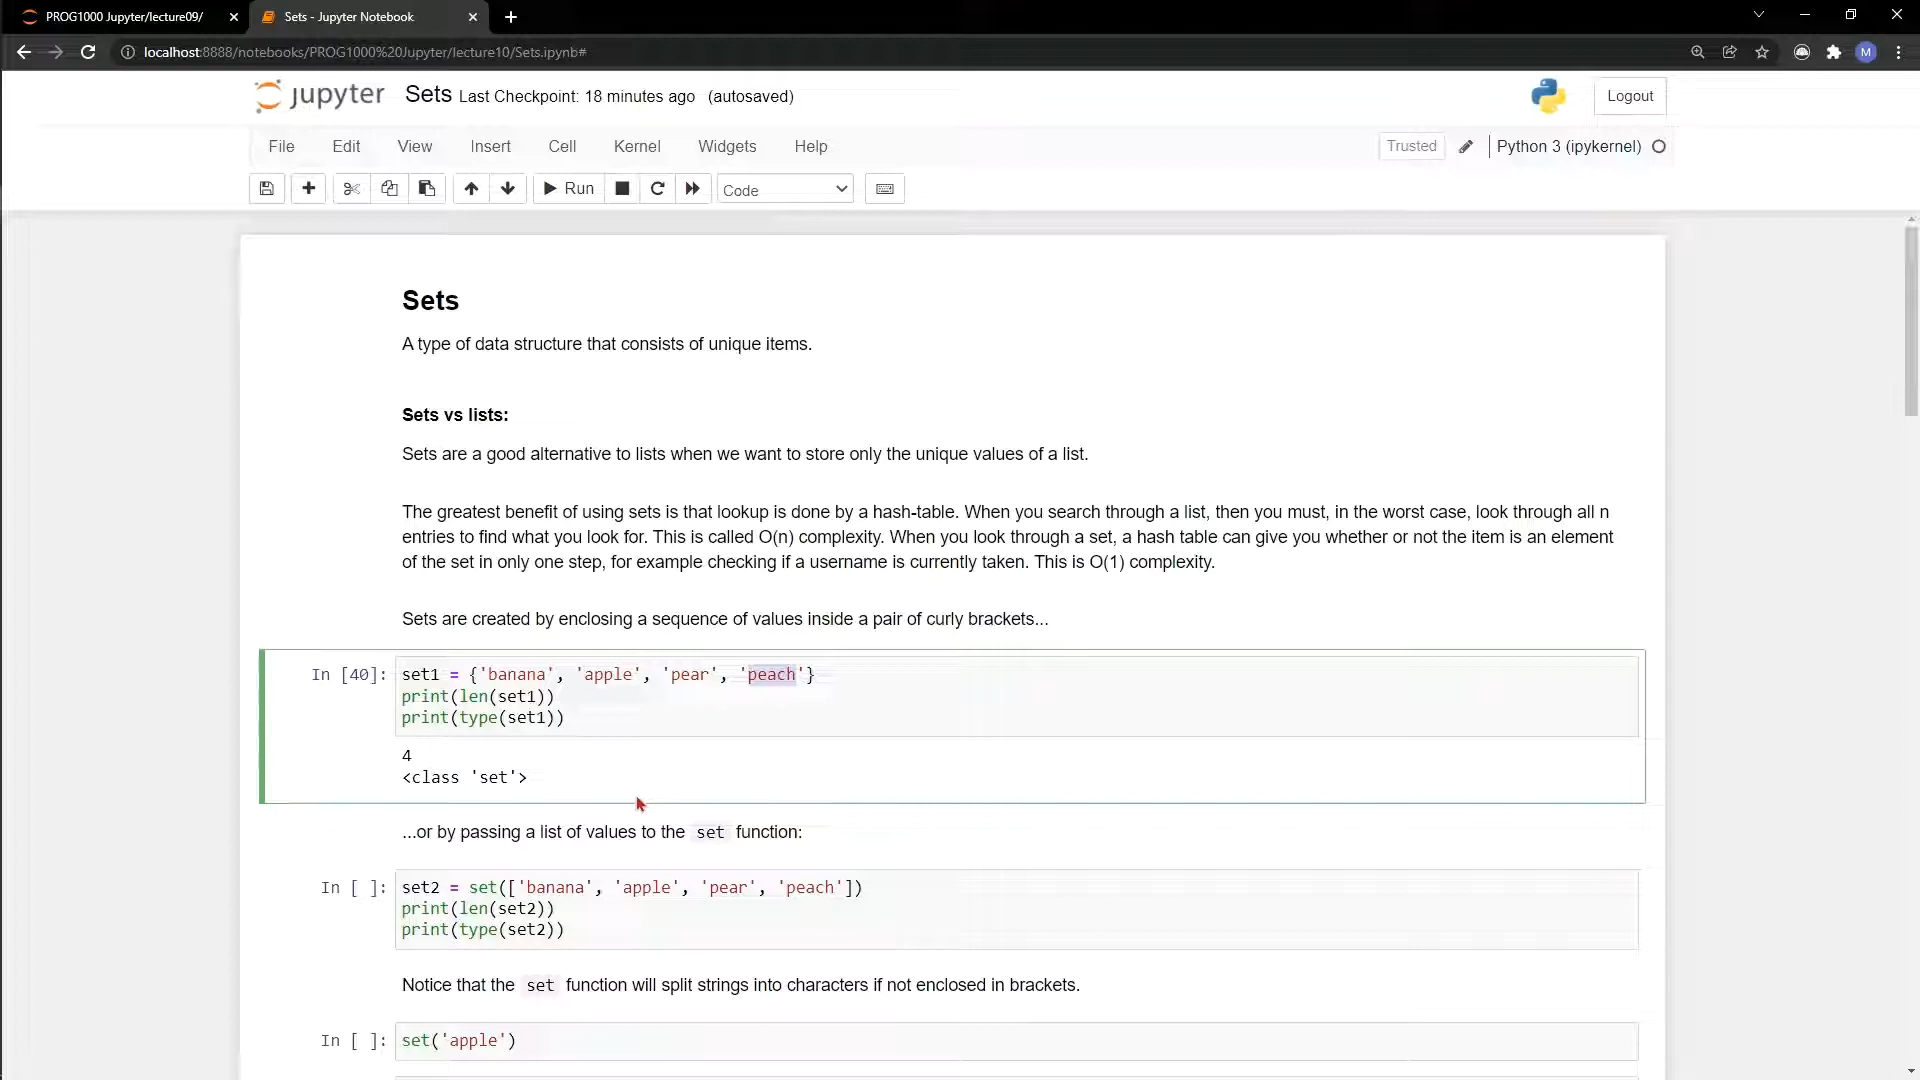 PROG1000 Jupyter/lecture09/
Sets - Jupyter Notebook
localhost:8888/notebooks/PROG1000%20Jupyter/lecture10/Sets.ipynb#
M
jupyter Sets Last Checkpoint: 18 minutes ago (autosaved)
Logout
File Edit View Insert Cell Kernel Widgets Help
Trusted Python 3 (ipykernel)
Run Code
Sets
A type of data structure that consists of unique items.
Sets vs lists:
Sets are a good alternative to lists when we want to store only the unique values of a list.
The greatest benefit of using sets is that lookup is done by a hash-table. When you search through a list, then you must, in the worst case, look through all n
entries to find what you look for. This is called O(n) complexity. When you look through a set, a hash table can give you whether or not the item is an element
of the set in only one step, for example checking if a username is currently taken. This is O(1) complexity.
Sets are created by enclosing a sequence of values inside a pair of curly brackets...
In [40]: set1 = {'banana', 'apple', 'pear', 'peach'}
print(len(set1))
print(type(set1))
4
<class 'set'>
...or by passing a list of values to the set function:
In [ ]: set2 = set(['banana', 'apple', 'pear', 'peach'])
print(len(set2))
print(type(set2))
Notice that the set function will split strings into characters if not enclosed in brackets.
In [ ]: set('apple')